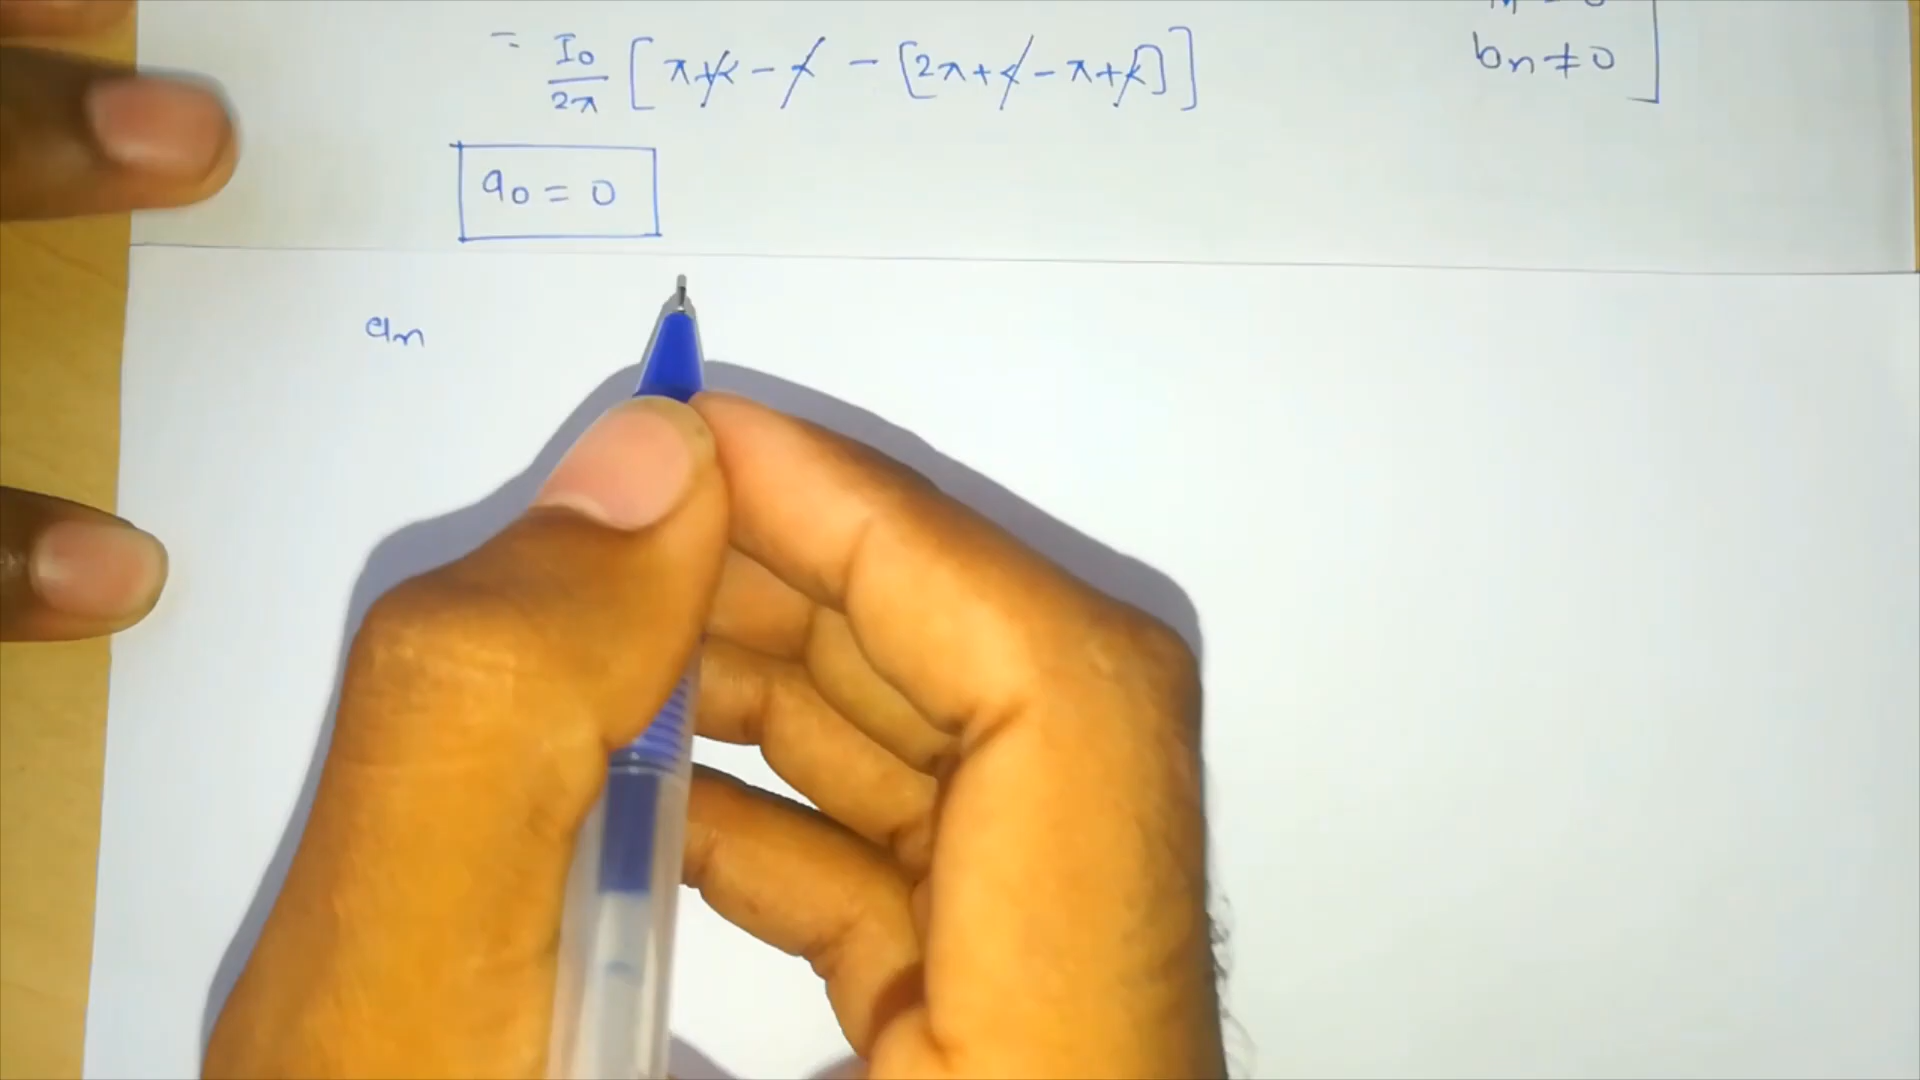 = I₀/2π [π+α-α - [2π+α-π+α]]
bₙ≠0
a₀ = 0
aₙ